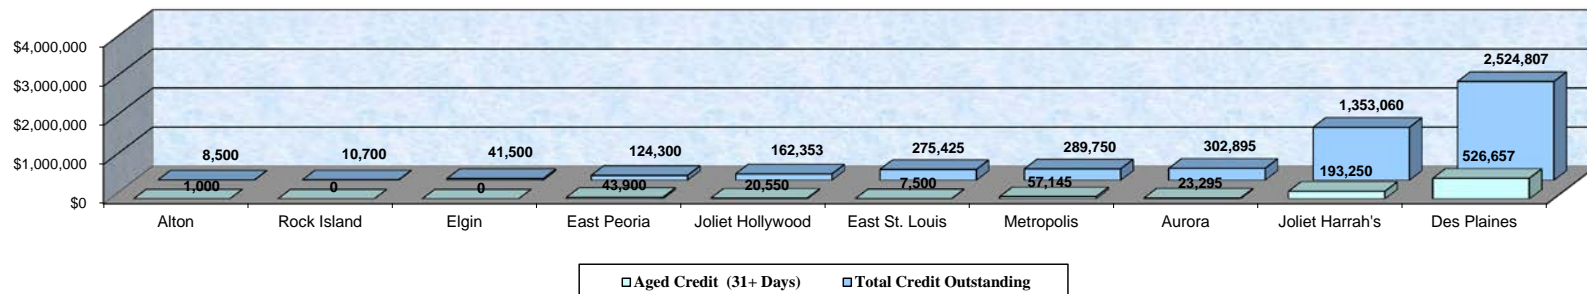 $4,000,000
$3,000,000
$2,000,000
$1,000,000
$0
8,500
10,700
41,500
124,300
162,353
275,425
289,750
302,895
1,353,060
2,524,807
1,000
0
0
43,900
20,550
7,500
57,145
23,295
193,250
526,657
Alton
Rock Island
Elgin
East Peoria
Joliet Hollywood
East St. Louis
Metropolis
Aurora
Joliet Harrah's
Des Plaines
Aged Credit (31+ Days)
Total Credit Outstanding